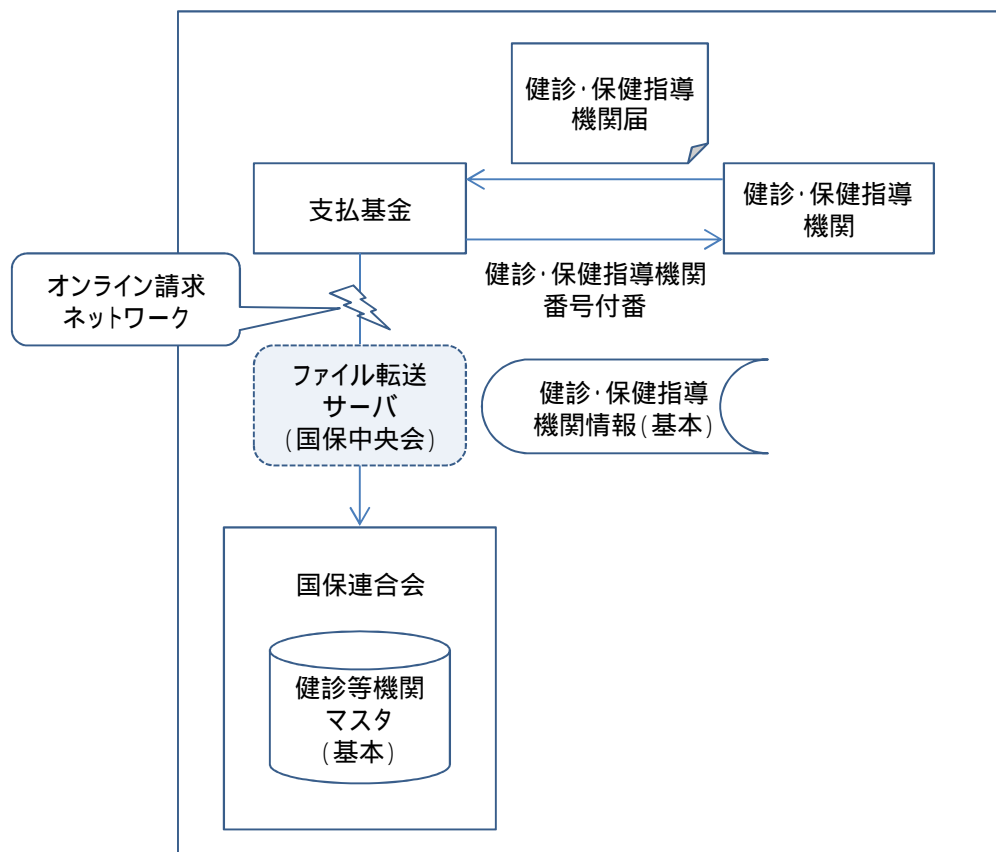 健診・保健指導
機関届
支払基金
健診・保健指導
機関
健診・保健指導機関
番号付番
オンライン請求
ネットワーク
ファイル転送
サーバ
(国保中央会)
健診・保健指導
機関情報(基本)
国保連合会
健診等機関
マスタ
(基本)